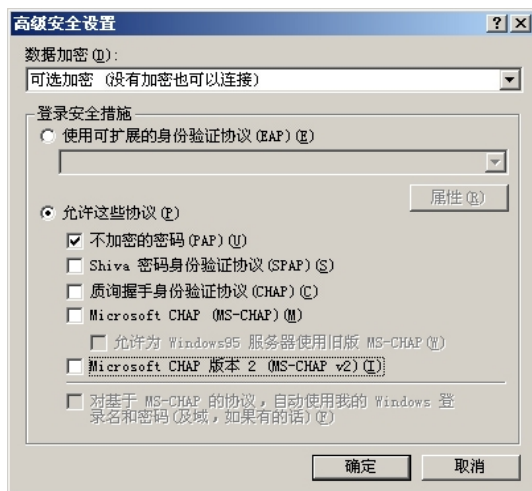 高级安全设置
数据加密(D):
可选加密 (没有加密也可以连接)
登录安全措施
使用可扩展的身份验证协议(EAP)(E)
属性(R)
允许这些协议(P)
不加密的密码(PAP)(U)
Shiva 密码身份验证协议(SPAP)(S)
质询握手身份验证协议(CHAP)(C)
Microsoft CHAP (MS-CHAP)(M)
允许为 Windows95 服务器使用旧版 MS-CHAP(W)
Microsoft CHAP 版本 2 (MS-CHAP v2)(I)
对基于 MS-CHAP 的协议，自动使用我的 Windows 登
录名和密码(及域，如果有的话)(F)
确定
取消